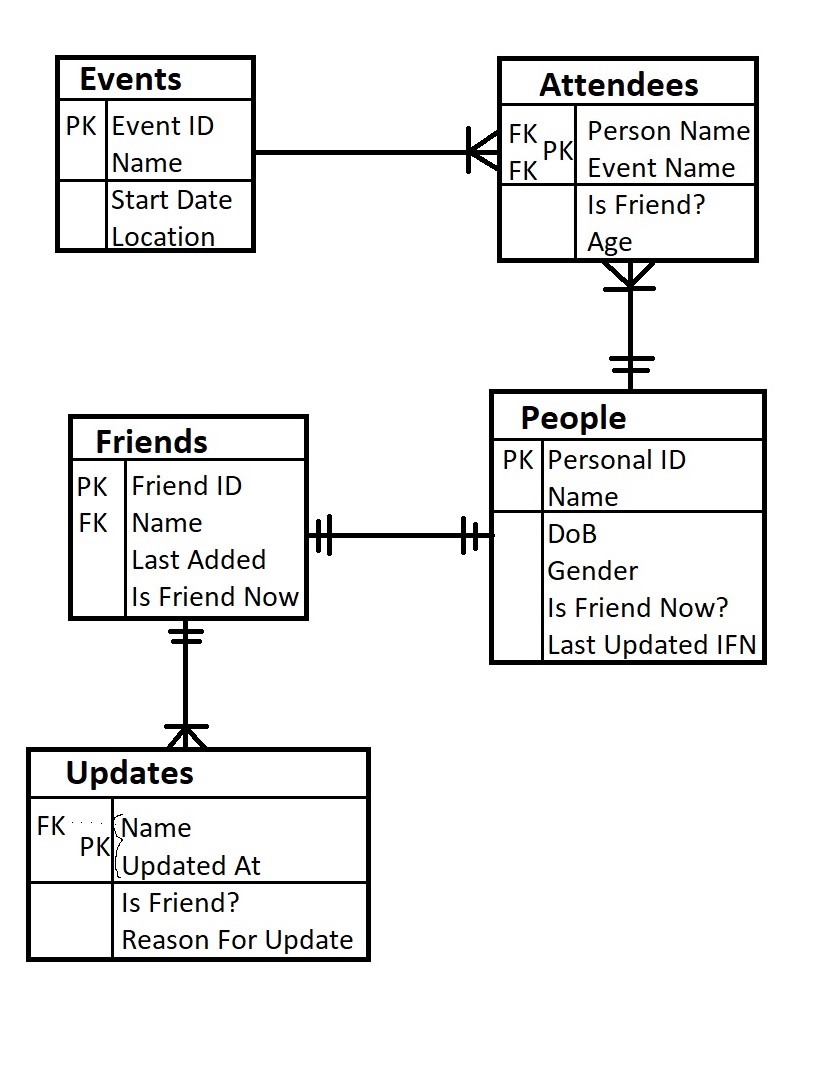 Events
PK Event ID
Name
Start Date
Location
Attendees
FK PK Person Name
FK Event Name
Is Friend?
Age
People
PK Personal ID
Name
DoB
Gender
Is Friend Now?
Last Updated IFN
Friends
PK Friend ID
FK Name
Last Added
Is Friend Now
Updates
FK Name
PK Updated At
Is Friend?
Reason For Update